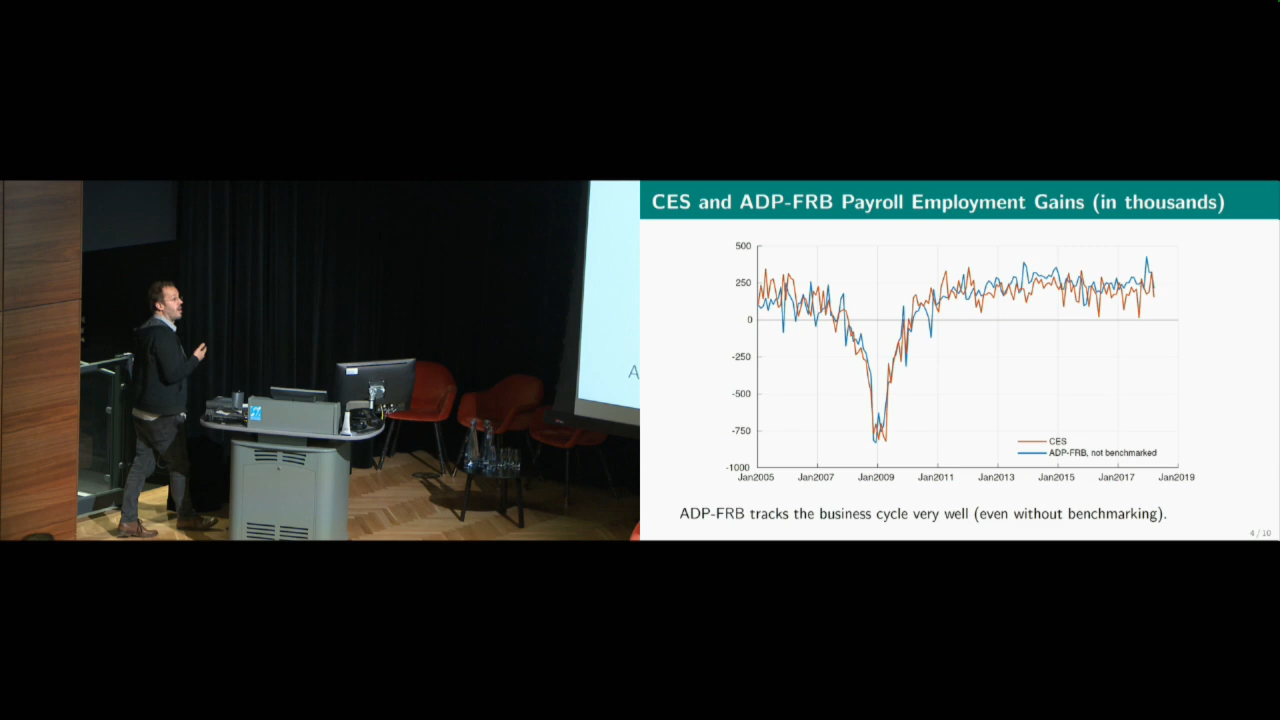 CES and ADP-FRB Payroll Employment Gains (in thousands)
500
250
0
-250
-500
-750
-1000
Jan2005 Jan2007 Jan2009 Jan2011 Jan2013 Jan2015 Jan2017 Jan2019
CES
ADP-FRB, not benchmarked
ADP-FRB tracks the business cycle very well (even without benchmarking).
4 / 10
A